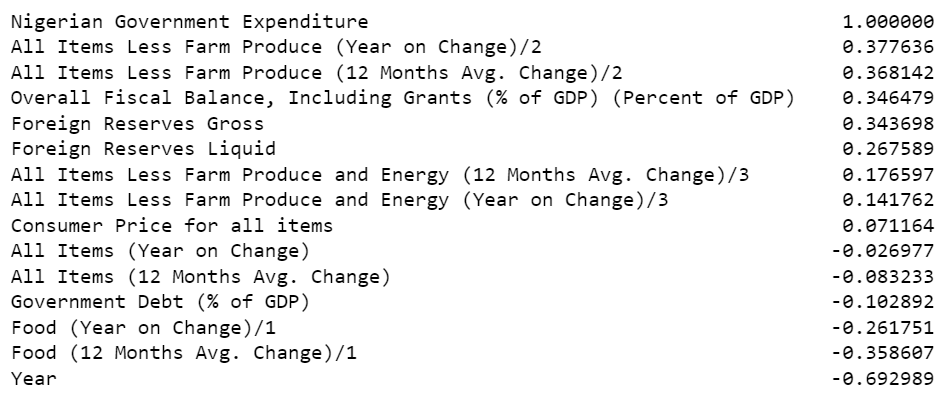 Nigerian Government Expenditure 1.000000
All Items Less Farm Produce (Year on Change)/2 0.377636
All Items Less Farm Produce (12 Months Avg. Change)/2 0.368142
Overall Fiscal Balance, Including Grants (% of GDP) (Percent of GDP) 0.346479
Foreign Reserves Gross 0.343698
Foreign Reserves Liquid 0.267589
All Items Less Farm Produce and Energy (12 Months Avg. Change)/3 0.176597
All Items Less Farm Produce and Energy (Year on Change)/3 0.141762
Consumer Price for all items 0.071164
All Items (Year on Change) -0.026977
All Items (12 Months Avg. Change) -0.083233
Government Debt (% of GDP) -0.102892
Food (Year on Change)/1 -0.261751
Food (12 Months Avg. Change)/1 -0.358607
Year -0.692989